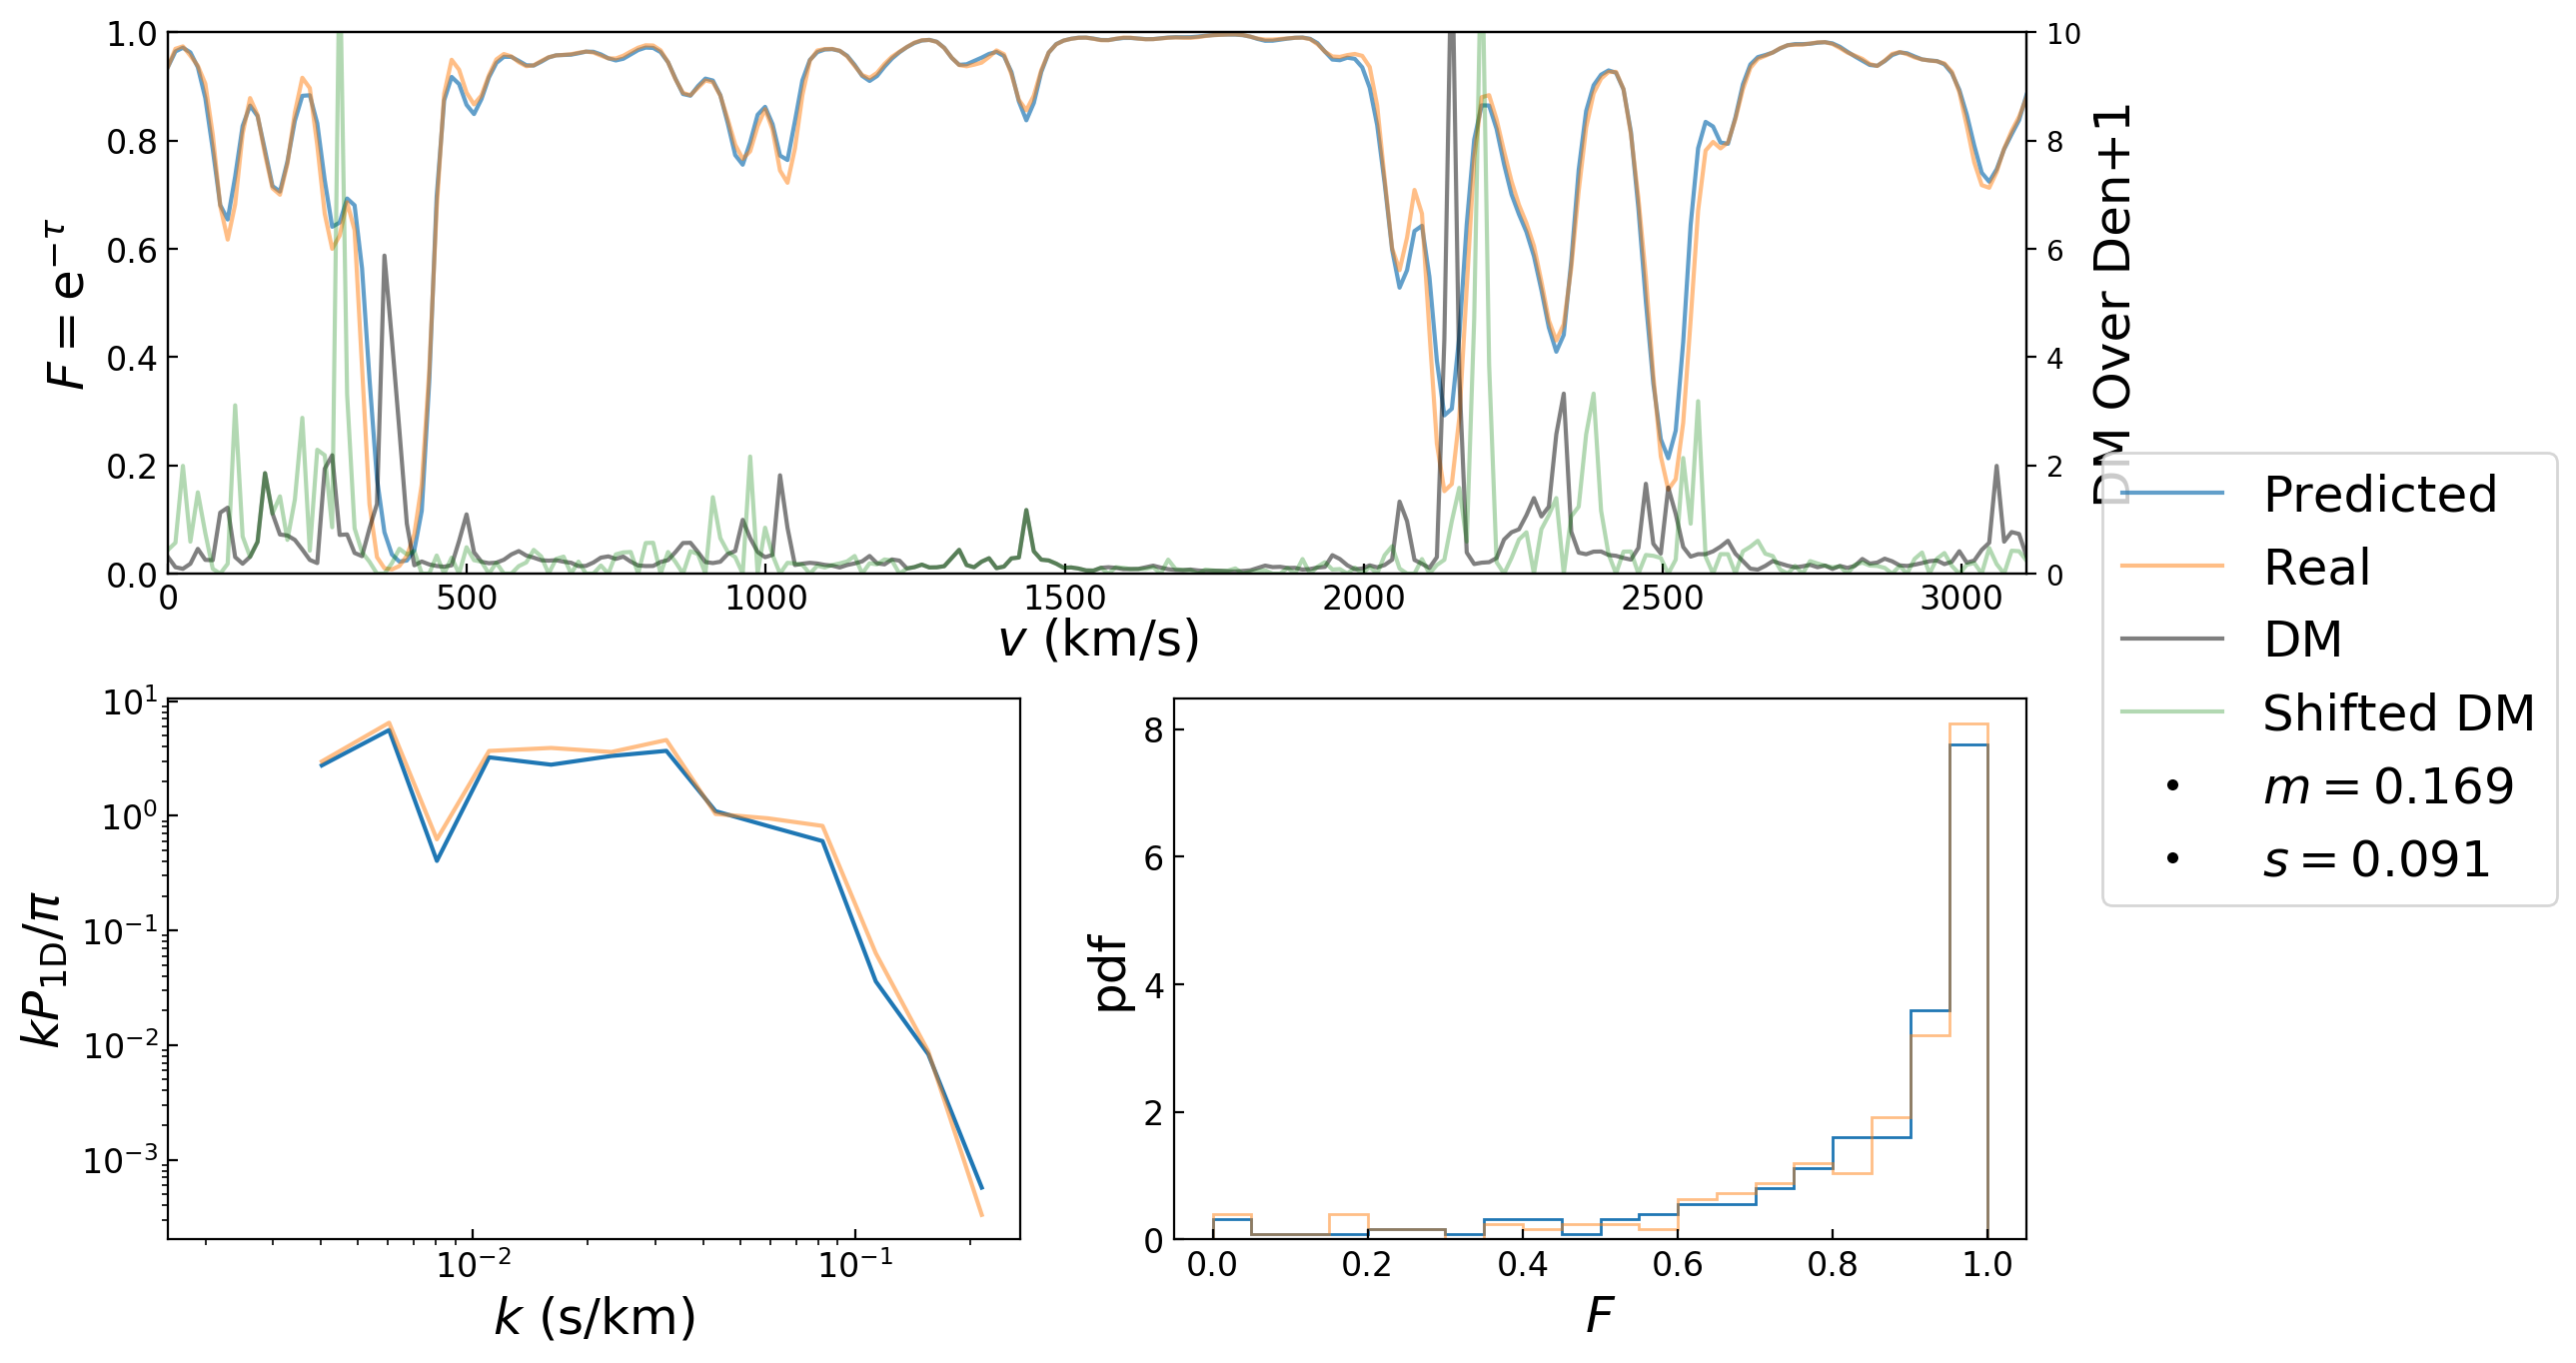 1.0
0.8
0.6
0.4
0.2
0.0
F = e^{-τ}
10
8
6
4
2
0
DM Over Den+1
0 500 1000 1500 2000 2500 3000
v (km/s)
Predicted
Real
DM
Shifted DM
m = 0.169
s = 0.091
10^1
10^0
10^{-1}
10^{-2}
10^{-3}
kP_{1D}/π
10^{-2} 10^{-1}
k (s/km)
8
6
4
2
0
pdf
0.0 0.2 0.4 0.6 0.8 1.0
F